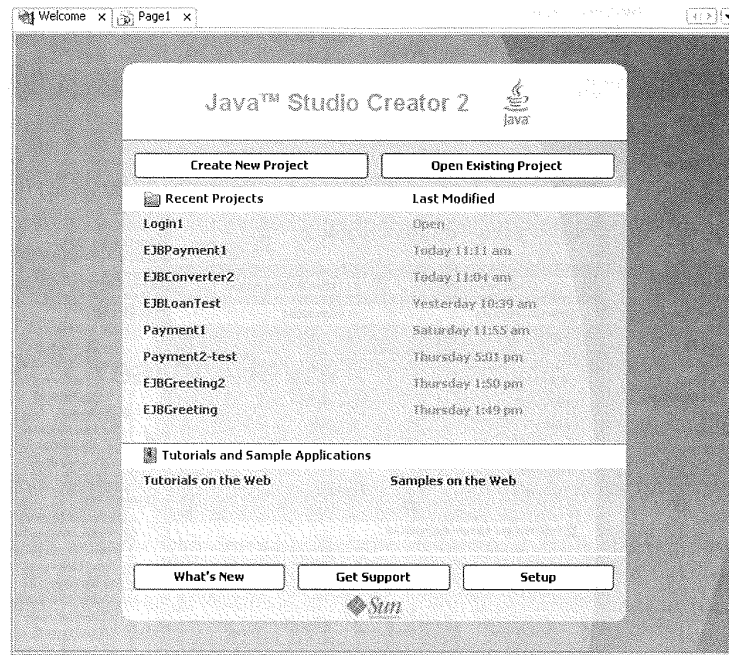 Welcome x Page1 x
Java™ Studio Creator 2
Java
Create New Project Open Existing Project
Recent Projects Last Modified
Login1 Open
EJBPayment1 Today 11:11 am
EJBConverter2 Today 11:04 am
EJBLoanTest Yesterday 10:39 am
Payment1 Saturday 11:55 am
Payment2-test Thursday 5:01 pm
EJBGreeting2 Thursday 1:50 pm
EJBGreeting Thursday 1:49 pm
Tutorials and Sample Applications
Tutorials on the Web Samples on the Web
What's New Get Support Setup
Sun